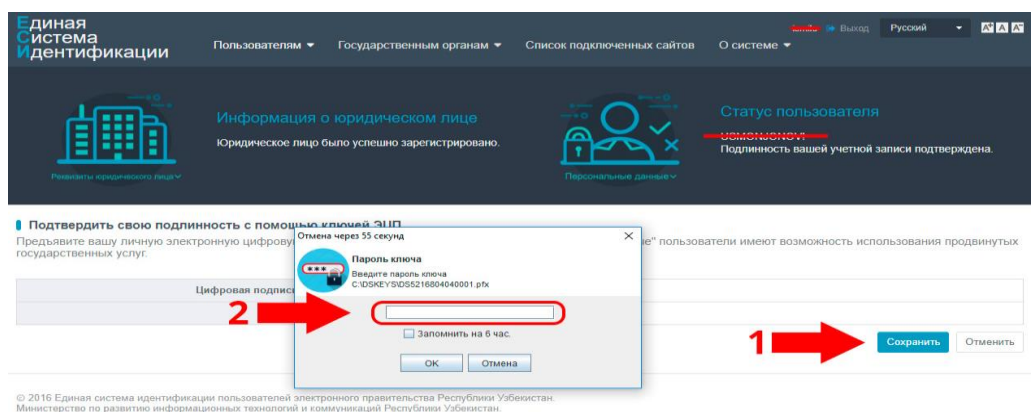 Единая
Система
Идентификации
Пользователям Государственным органам Список подключенных сайтов О системе
Выход Русский A+ A A-
Информация о юридическом лице
Юридическое лицо было успешно зарегистрировано.
Реквизиты юридического лица
Статус пользователя
Подлинность вашей учетной записи подтверждена.
Персональные данные
Подтвердить свою подлинность с помощью ключей ЭЦП
Предъявите вашу личную электронную цифрову
е" пользователи имеют возможность использования продвинутых
государственных услуг.
Цифровая подпис
Отмена через 55 секунд
Пароль ключа
Введите пароль ключа
C:\DSKEYS\DS5216804040001.pfx
***
2
Запомнить на 6 час.
OK Отмена
1
Сохранить Отменить
© 2016 Единая система идентификации пользователей электронного правительства Республики Узбекистан.
Министерство по развитию информационных технологий и коммуникаций Республики Узбекистан.